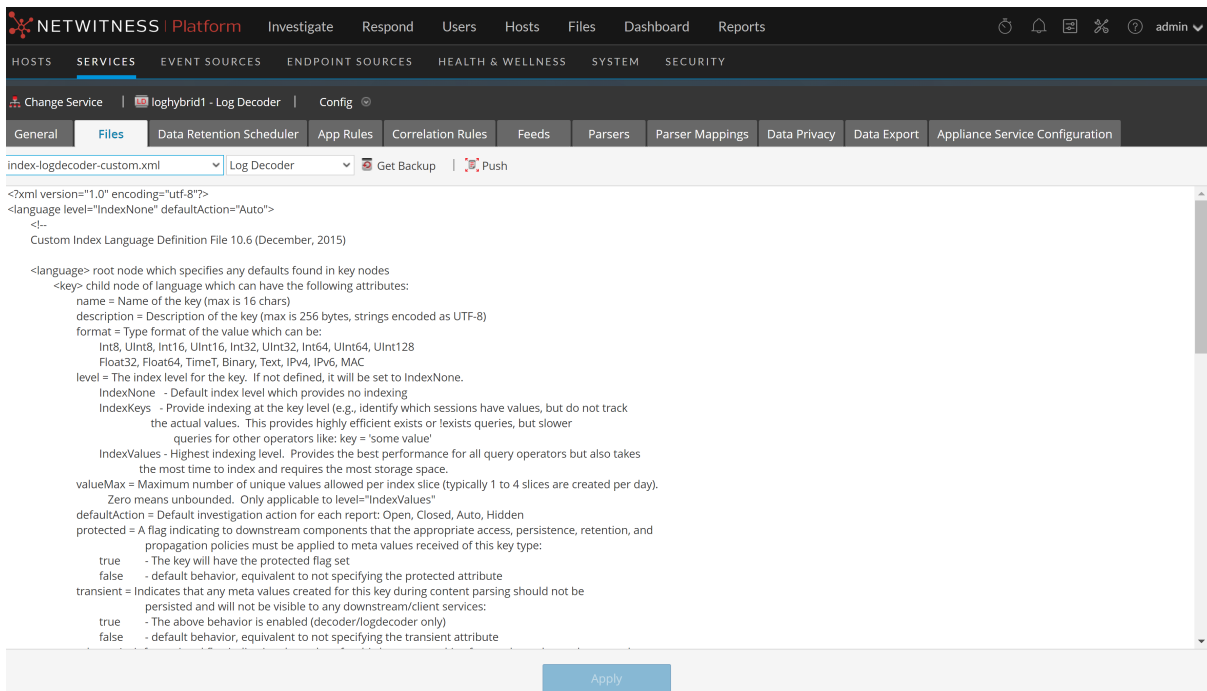 NETWITNESS | Platform Investigate Respond Users Hosts Files Dashboard Reports admin
HOSTS SERVICES EVENT SOURCES ENDPOINT SOURCES HEALTH & WELLNESS SYSTEM SECURITY
Change Service | LD loghybrid1 - Log Decoder | Config
General Files Data Retention Scheduler App Rules Correlation Rules Feeds Parsers Parser Mappings Data Privacy Data Export Appliance Service Configuration
index-logdecoder-custom.xml Log Decoder Get Backup | Push
<?xml version="1.0" encoding="utf-8"?>
<language level="IndexNone" defaultAction="Auto">
<!--
Custom Index Language Definition File 10.6 (December, 2015)
<language> root node which specifies any defaults found in key nodes
<key> child node of language which can have the following attributes:
name = Name of the key (max is 16 chars)
description = Description of the key (max is 256 bytes, strings encoded as UTF-8)
format = Type format of the value which can be:
Int8, UInt8, Int16, UInt16, Int32, UInt32, Int64, UInt64, UInt128
Float32, Float64, TimeT, Binary, Text, IPv4, IPv6, MAC
level = The index level for the key. If not defined, it will be set to IndexNone.
IndexNone - Default index level which provides no indexing
IndexKeys - Provide indexing at the key level (e.g., identify which sessions have values, but do not track
the actual values. This provides highly efficient exists or !exists queries, but slower
queries for other operators like: key = 'some value'
IndexValues - Highest indexing level. Provides the best performance for all query operators but also takes
the most time to index and requires the most storage space.
valueMax = Maximum number of unique values allowed per index slice (typically 1 to 4 slices are created per day).
Zero means unbounded. Only applicable to level="IndexValues"
defaultAction = Default investigation action for each report: Open, Closed, Auto, Hidden
protected = A flag indicating to downstream components that the appropriate access, persistence, retention, and
propagation policies must be applied to meta values received of this key type:
true - The key will have the protected flag set
false - default behavior, equivalent to not specifying the protected attribute
transient = Indicates that any meta values created for this key during content parsing should not be
persisted and will not be visible to any downstream/client services:
true - The above behavior is enabled (decoder/logdecoder only)
false - default behavior, equivalent to not specifying the transient attribute
Apply